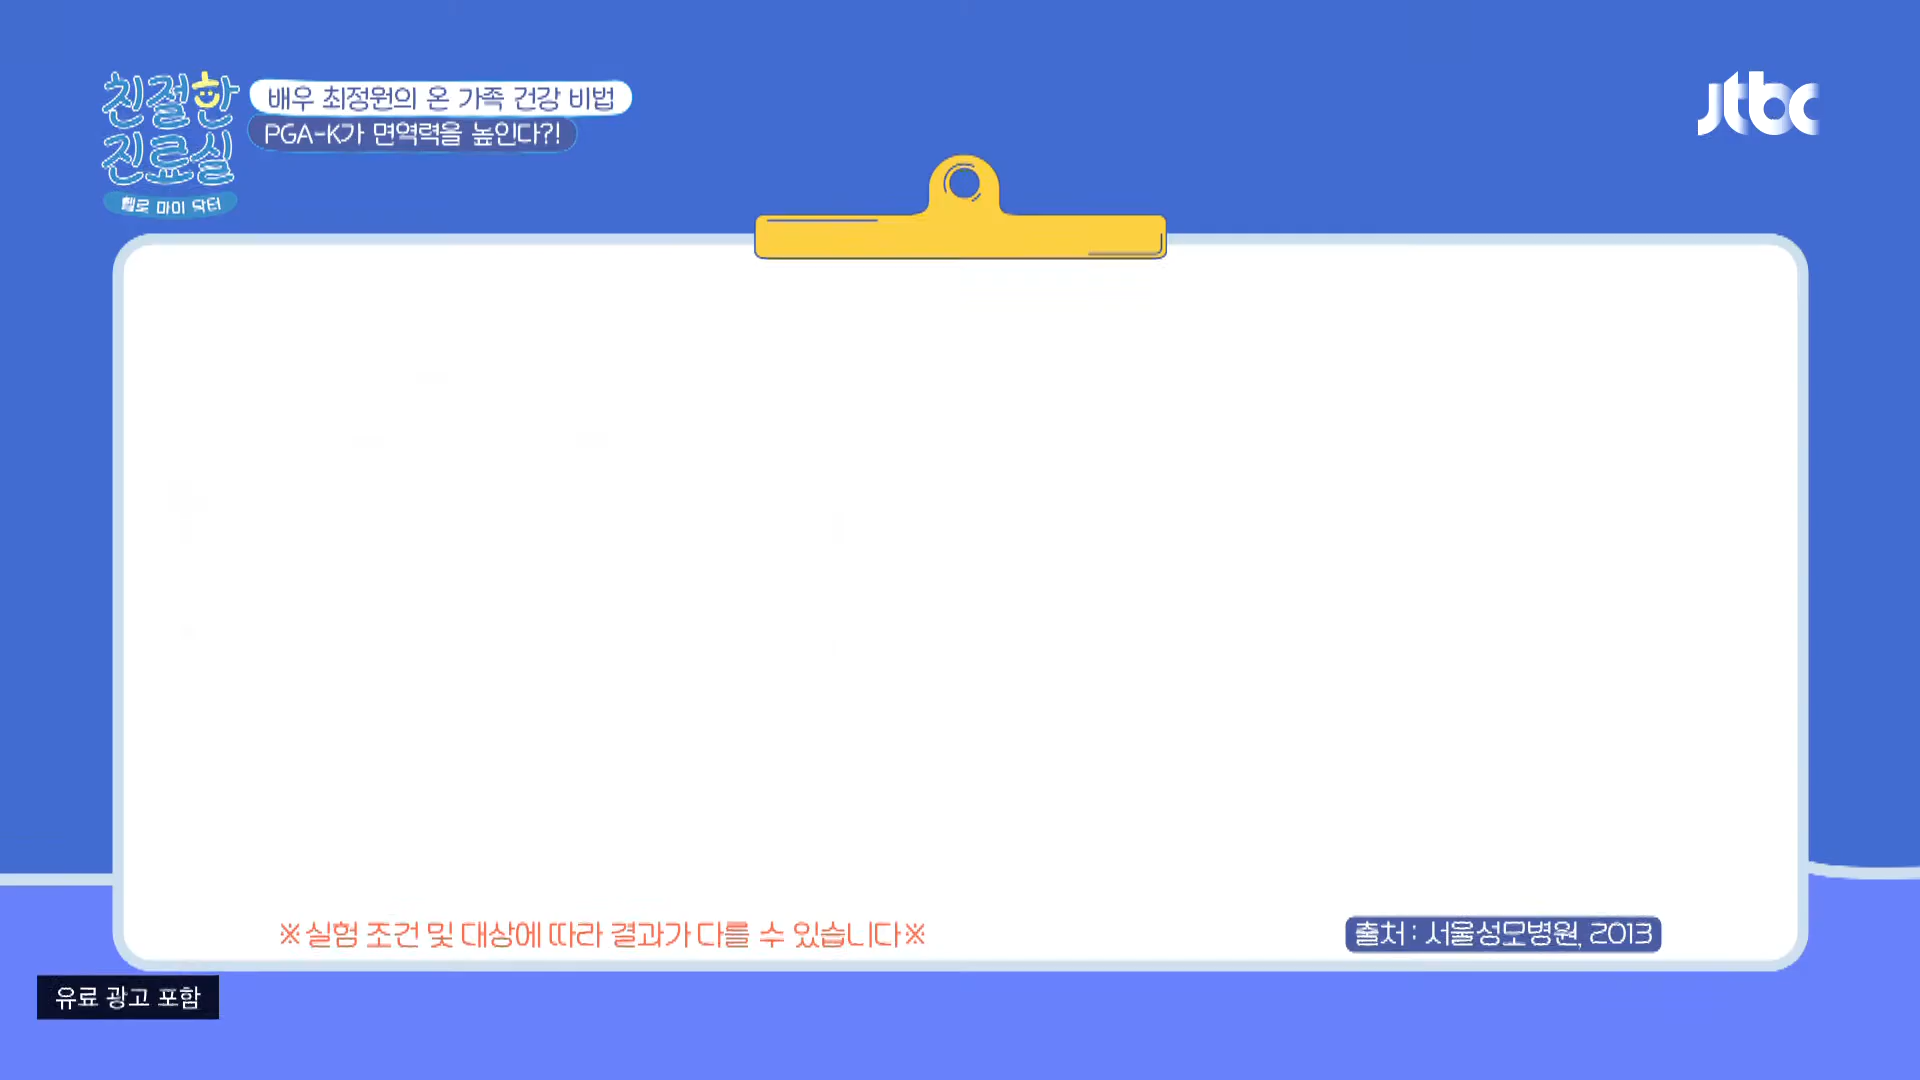 친절한
진료실
헬로 마이 닥터
배우 최정원의 온 가족 건강 비법
PGA-K가 면역력을 높인다?!
jtbc
※실험 조건 및 대상에 따라 결과가 다를 수 있습니다※
출처 : 서울성모병원, 2013
유료 광고 포함